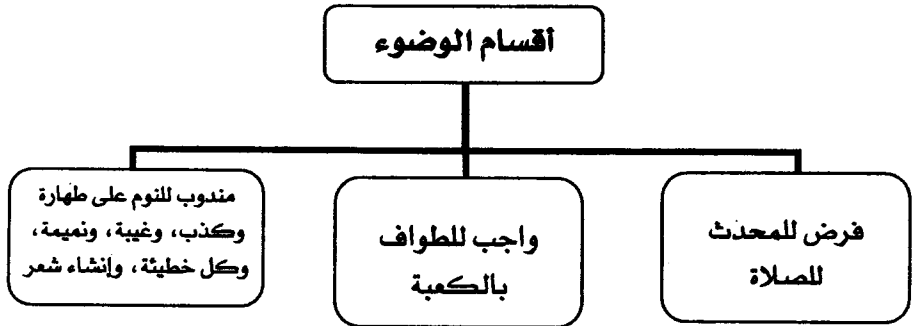 أقسام الوضوء
فرض للمحدث
للصلاة
واجب للطواف
بالكعبة
مندوب للنوم على طهارة
وكذب، وغيبة، ونميمة،
وكل خطيئة، وإنشاء شعر